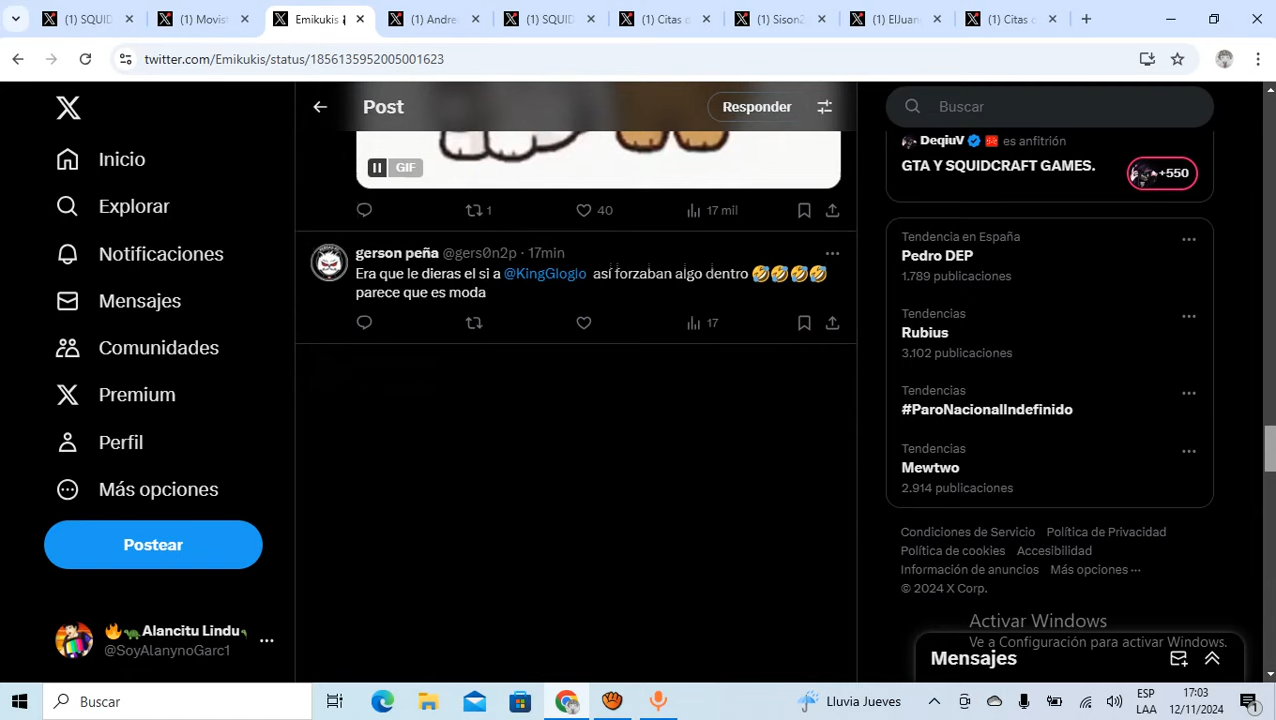 (1) SQUID
(1) Movist
Emikukis
(1) Andre
(1) SQUID
(1) Citas
(1) Sison
(1) ElJuan
(1) Citas
twitter.com/Emikukis/status/1856135952005001623
Post
Responder
Buscar
Inicio
Explorar
Notificaciones
Mensajes
Comunidades
Premium
Perfil
Más opciones
Postear
🔥🦖Alancitu Lindu
@SoyAlanynoGarc1
GIF
1
40
17 mil
gerson peña @gers0n2p · 17min
Era que le dieras el si a @KingGloglo así forzaban algo dentro 🤣🤣🤣🤣
parece que es moda
17
DeqiuV es anfitrión
GTA Y SQUIDCRAFT GAMES.
+550
Tendencia en España
Pedro DEP
1.789 publicaciones
Tendencias
Rubius
3.102 publicaciones
Tendencias
#ParoNacionalIndefinido
Tendencias
Mewtwo
2.914 publicaciones
Condiciones de Servicio Política de Privacidad
Política de cookies Accesibilidad
Información de anuncios Más opciones ···
© 2024 X Corp.
Activar Windows
Ve a Configuración para activar Windows.
Mensajes
Buscar
Lluvia Jueves
ESP
LAA
17:03
12/11/2024
1